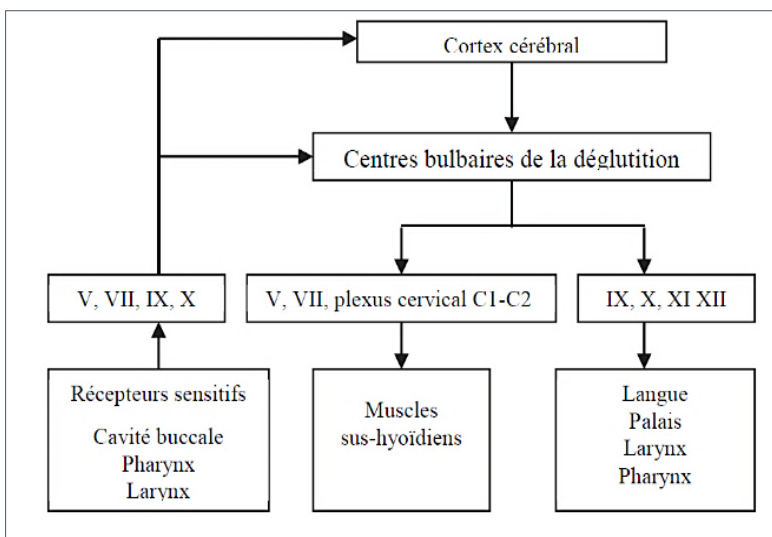 Cortex cérébral
Centres bulbaires de la déglutition
V, VII, IX, X
V, VII, plexus cervical C1-C2
IX, X, XI XII
Récepteurs sensitifs
Cavité buccale
Pharynx
Larynx
Muscles
sus-hyoïdiens
Langue
Palais
Larynx
Pharynx